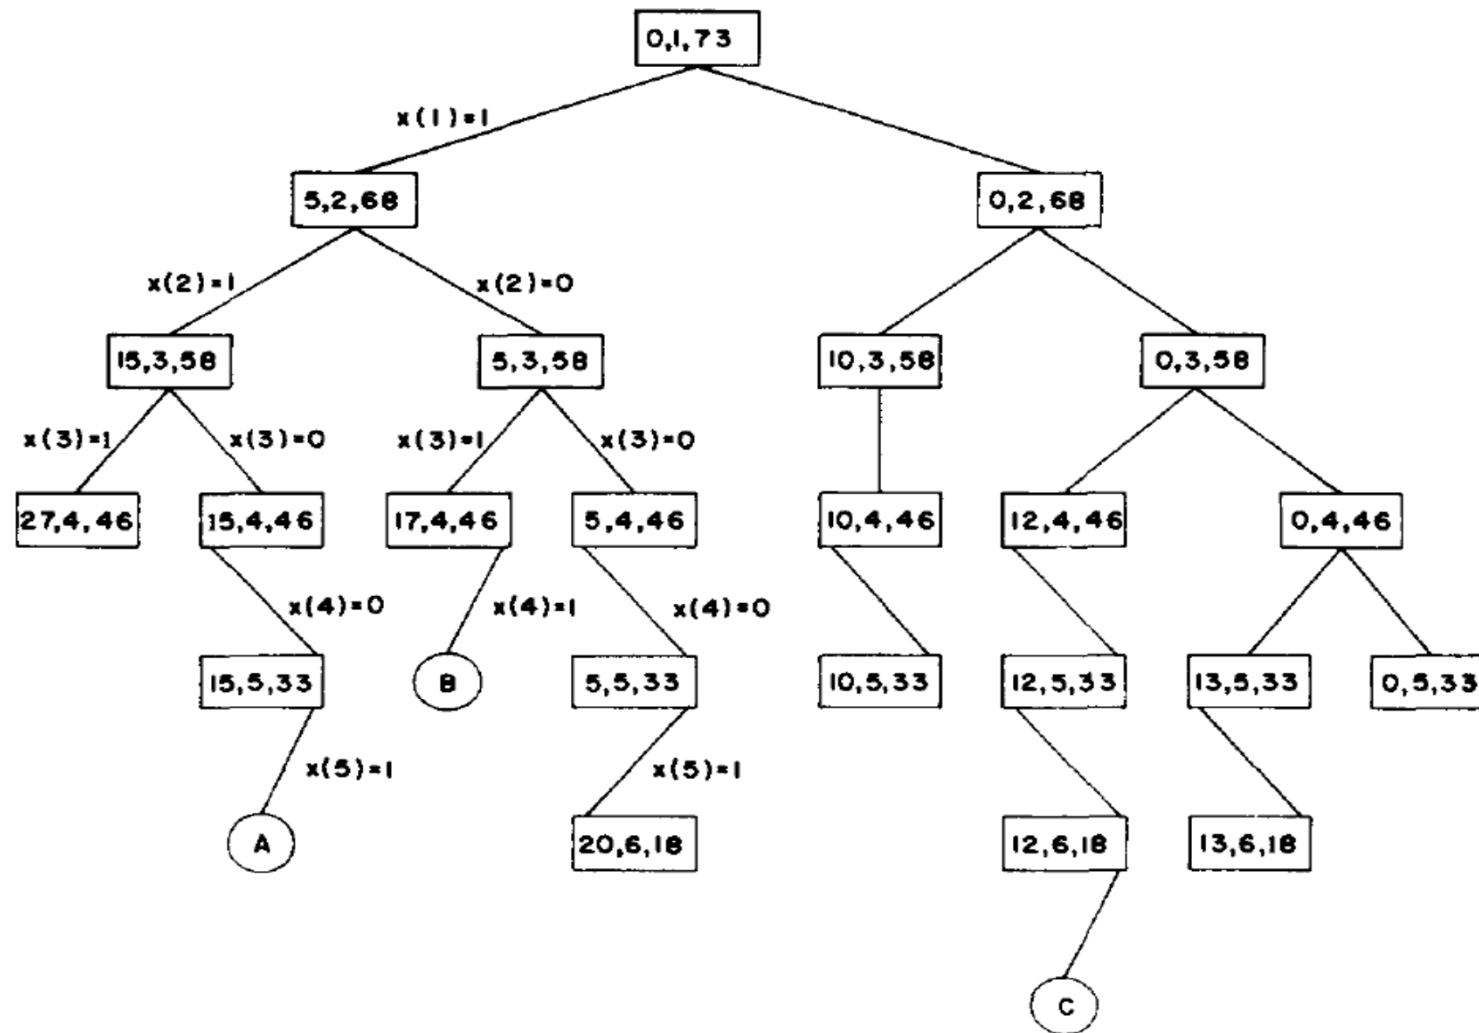 0,1,73
x(1)=1
5,2,68
0,2,68
x(2)=1
x(2)=0
15,3,58
5,3,58
10,3,58
0,3,58
x(3)=1
x(3)=0
x(3)=1
x(3)=0
27,4,46
15,4,46
17,4,46
5,4,46
10,4,46
12,4,46
0,4,46
x(4)=0
x(4)=1
x(4)=0
15,5,33
B
5,5,33
10,5,33
12,5,33
13,5,33
0,5,33
x(5)=1
x(5)=1
A
20,6,18
12,6,18
13,6,18
C